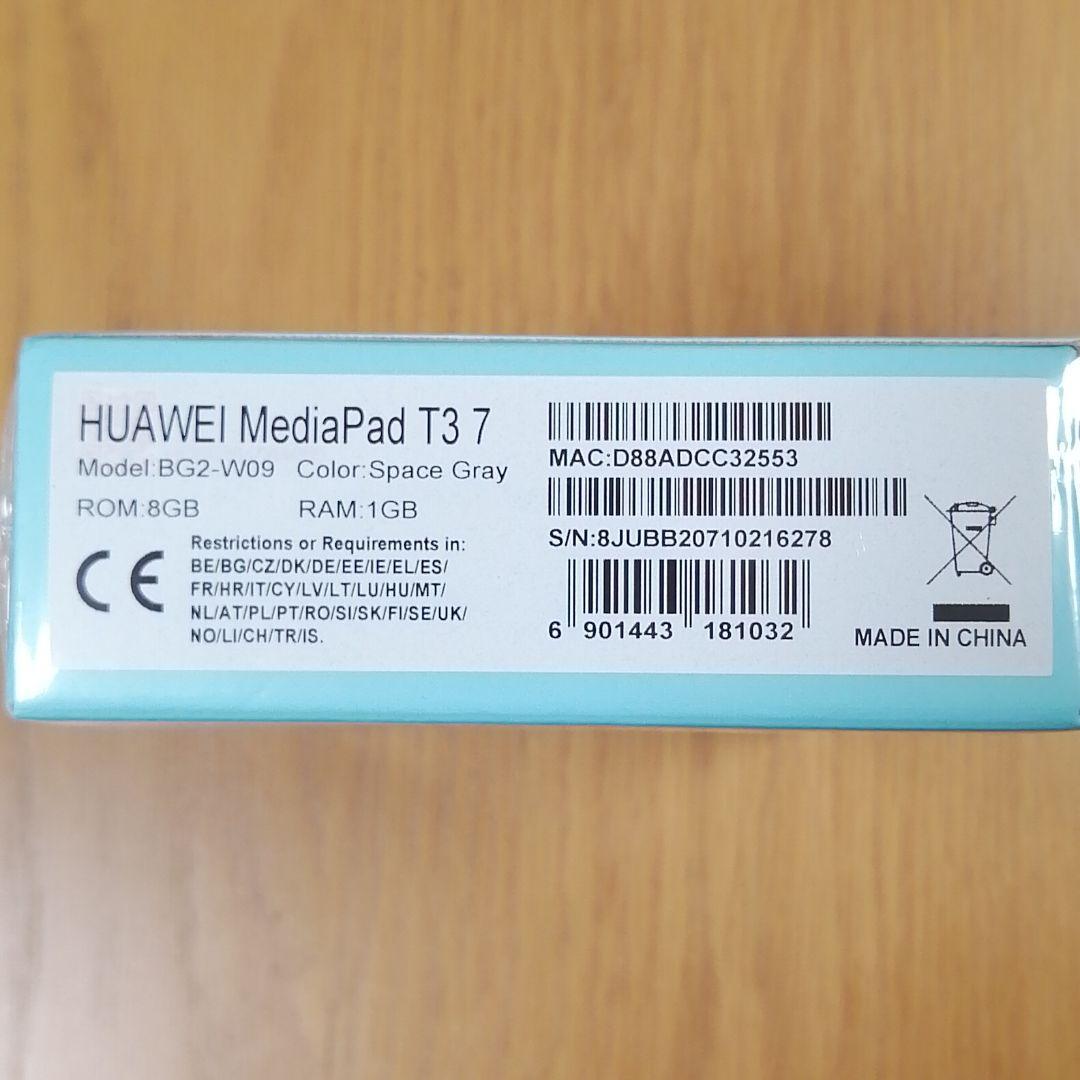 HUAWEI MediaPad T3 7
Model:BG2-W09 Color:Space Gray
ROM:8GB RAM:1GB
CE
Restrictions or Requirements in:
BE/BG/CZ/DK/DE/EE/IE/EL/ES/
FR/HR/IT/CY/LV/LT/LU/HU/MT/
NL/AT/PL/PT/RO/SI/SK/FI/SE/UK/
NO/LI/CH/TR/IS.
MAC:D88ADCC32553
S/N:8JUBB20710216278
6 901443 181032
MADE IN CHINA